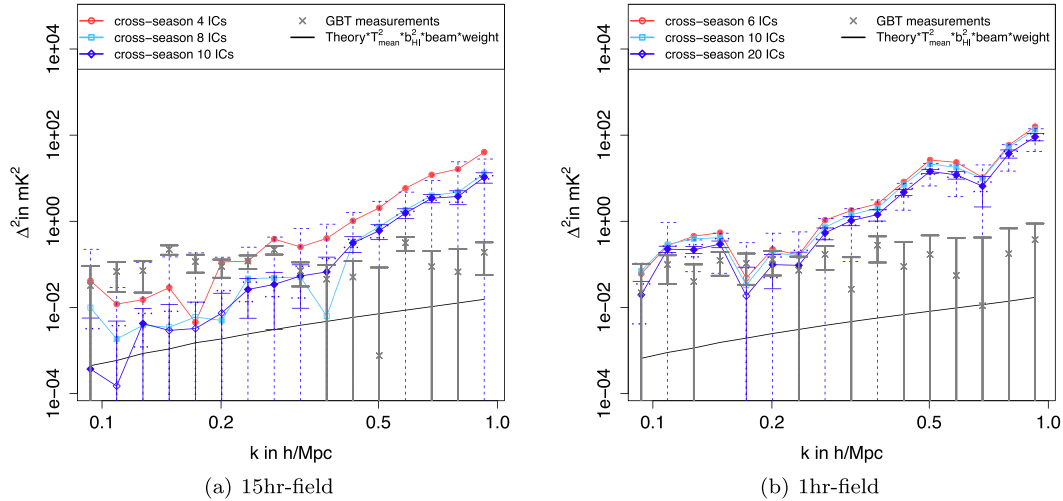 cross-season 4 ICs
cross-season 8 ICs
cross-season 10 ICs
GBT measurements
Theory*T²mean*b²HI*beam*weight
Δ²in mK²
1e+04
1e+02
1e+00
1e-02
1e-04
0.1 0.2 0.5 1.0
k in h/Mpc
(a) 15hr-field
cross-season 6 ICs
cross-season 10 ICs
cross-season 20 ICs
GBT measurements
Theory*T²mean*b²HI*beam*weight
Δ²in mK²
1e+04
1e+02
1e+00
1e-02
1e-04
0.1 0.2 0.5 1.0
k in h/Mpc
(b) 1hr-field